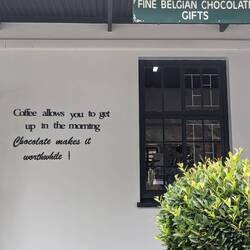 FINE BELGIAN CHOCOLATE
GIFTS
Coffee allows you to get
up in the morning
Chocolate makes it
worthwhile !